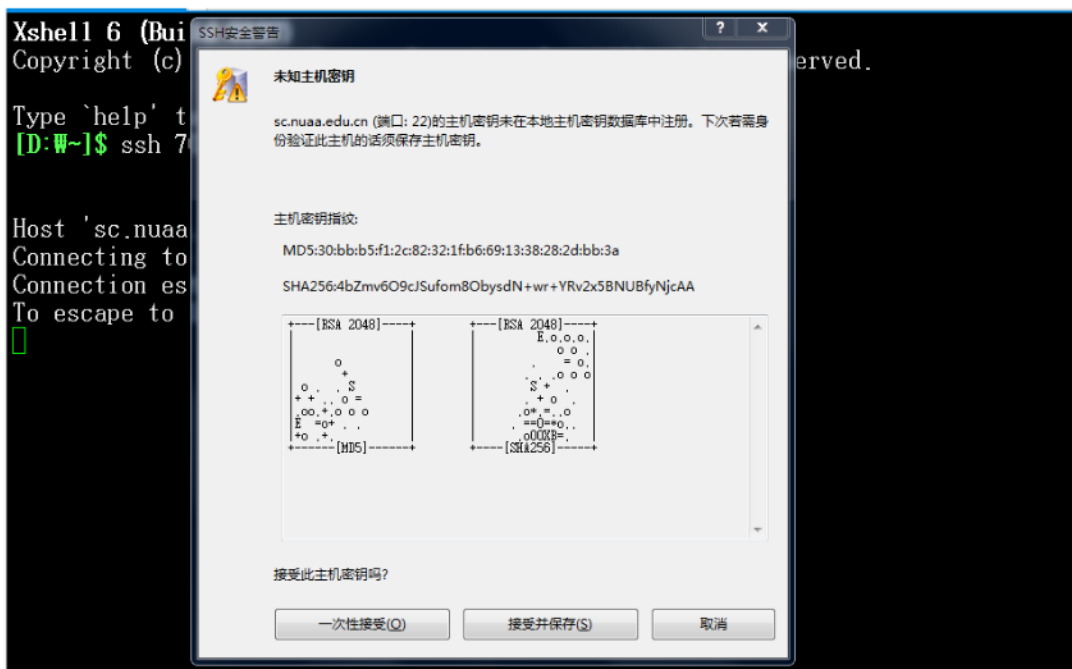 Xshell 6 (Bui
Copyright (c)
erved.
Type `help' t
[D:\~]$ ssh 7
Host 'sc.nuaa
Connecting to
Connection es
To escape to
SSH安全警告
未知主机密钥
sc.nuaa.edu.cn (端口: 22)的主机密钥未在本地主机密钥数据库中注册。下次若需身
份验证此主机的话须保存主机密钥。
主机密钥指纹:
MD5:30:bb:b5:f1:2c:82:32:1f:b6:69:13:38:28:2d:bb:3a
SHA256:4bZmv6O9cJSufom8ObysdN+wr+YRv2x5BNUBfyNjcAA
+---[RSA 2048]----+ +---[RSA 2048]----+
+------[MD5]------+ +----[SHA256]-----+
接受此主机密钥吗?
一次性接受(O) 接受并保存(S) 取消